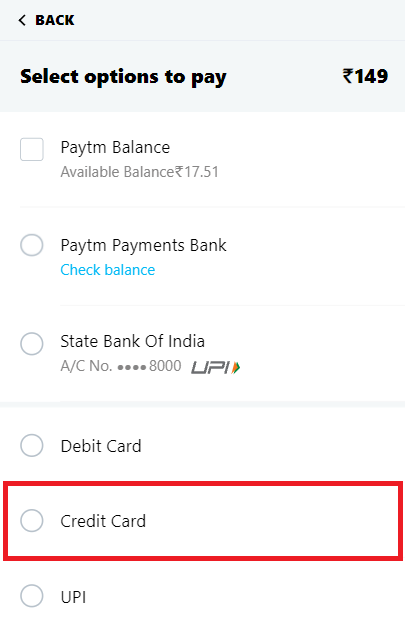 BACK
Select options to pay ₹149
Paytm Balance
Available Balance₹17.51
Paytm Payments Bank
Check balance
State Bank Of India
A/C No. ●●●● 8000 UPI
Debit Card
Credit Card
UPI